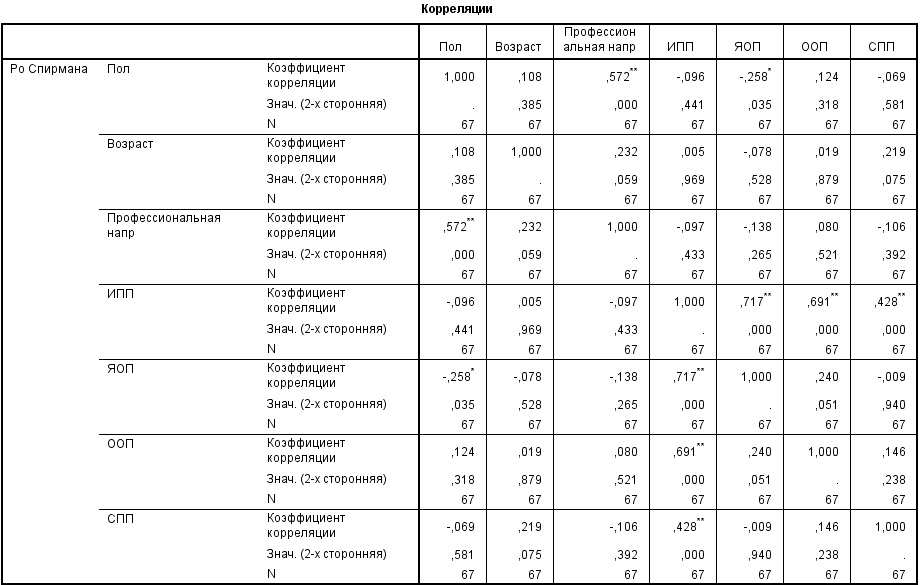 Корреляции
Профессион
Пол Возраст альная напр ИПП ЯОП ООП СПП
Ро Спирмана Пол Коэффициент корреляции 1,000 ,108 ,572** -,096 -,258* ,124 -,069
Знач. (2-х сторонняя) . ,385 ,000 ,441 ,035 ,318 ,581
N 67 67 67 67 67 67 67
Возраст Коэффициент корреляции ,108 1,000 ,232 ,005 -,078 ,019 ,219
Знач. (2-х сторонняя) ,385 . ,059 ,969 ,528 ,879 ,075
N 67 67 67 67 67 67 67
Профессиональная напр Коэффициент корреляции ,572** ,232 1,000 -,097 -,138 ,080 -,106
Знач. (2-х сторонняя) ,000 ,059 . ,433 ,265 ,521 ,392
N 67 67 67 67 67 67 67
ИПП Коэффициент корреляции -,096 ,005 -,097 1,000 ,717** ,691** ,428**
Знач. (2-х сторонняя) ,441 ,969 ,433 . ,000 ,000 ,000
N 67 67 67 67 67 67 67
ЯОП Коэффициент корреляции -,258* -,078 -,138 ,717** 1,000 ,240 -,009
Знач. (2-х сторонняя) ,035 ,528 ,265 ,000 . ,051 ,940
N 67 67 67 67 67 67 67
ООП Коэффициент корреляции ,124 ,019 ,080 ,691** ,240 1,000 ,146
Знач. (2-х сторонняя) ,318 ,879 ,521 ,000 ,051 . ,238
N 67 67 67 67 67 67 67
СПП Коэффициент корреляции -,069 ,219 -,106 ,428** -,009 ,146 1,000
Знач. (2-х сторонняя) ,581 ,075 ,392 ,000 ,940 ,238 .
N 67 67 67 67 67 67 67